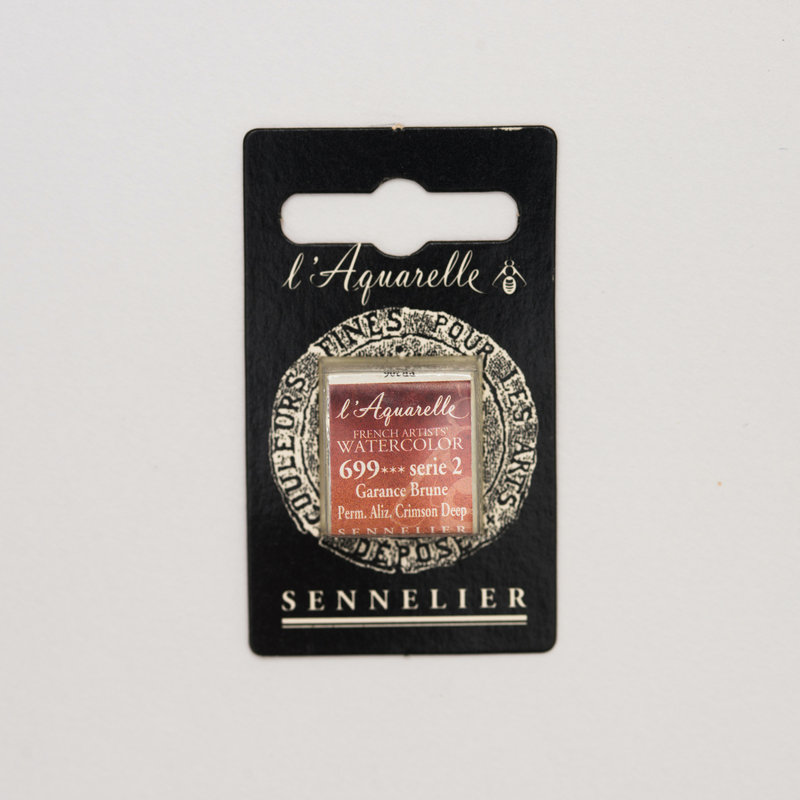 l'Aquarelle
COULEURS FINES POUR LES ARTS
DÉPOSÉ
l'Aquarelle
FRENCH ARTISTS'
WATERCOLOR
699*** serie 2
Garance Brune
Perm. Aliz. Crimson Deep
SENNELIER
SENNELIER